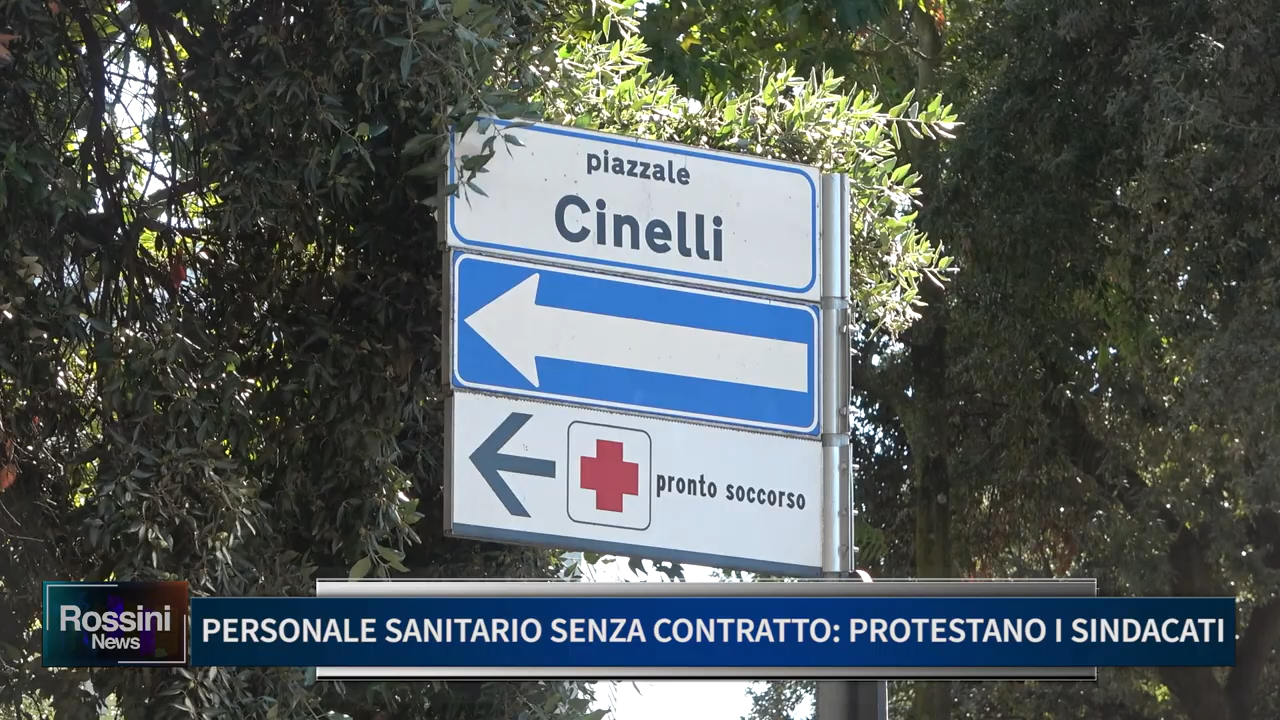 piazzale
Cinelli
pronto soccorso
Rossini
News
PERSONALE SANITARIO SENZA CONTRATTO: PROTESTANO I SINDACATI